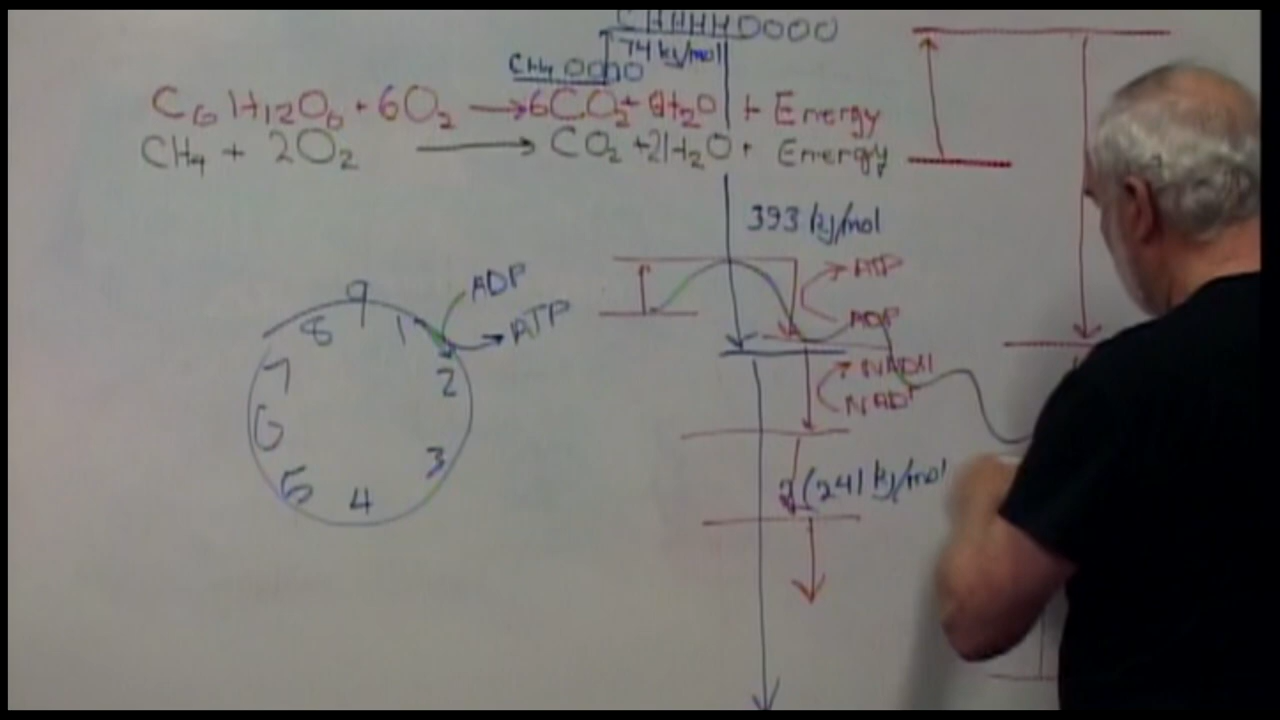 CHHHHOOOO
74 kj/mol
CH4 OOOO
C6H12O6 + 6O2 → 6CO2 + 6H2O + Energy
CH4 + 2O2 → CO2 + 2H2O + Energy
393 kj/mol
ATP
ADP
NADH
NAD+
2(241 kj/mol
ADP
ATP
9
8 1
7 2
6
5 4 3